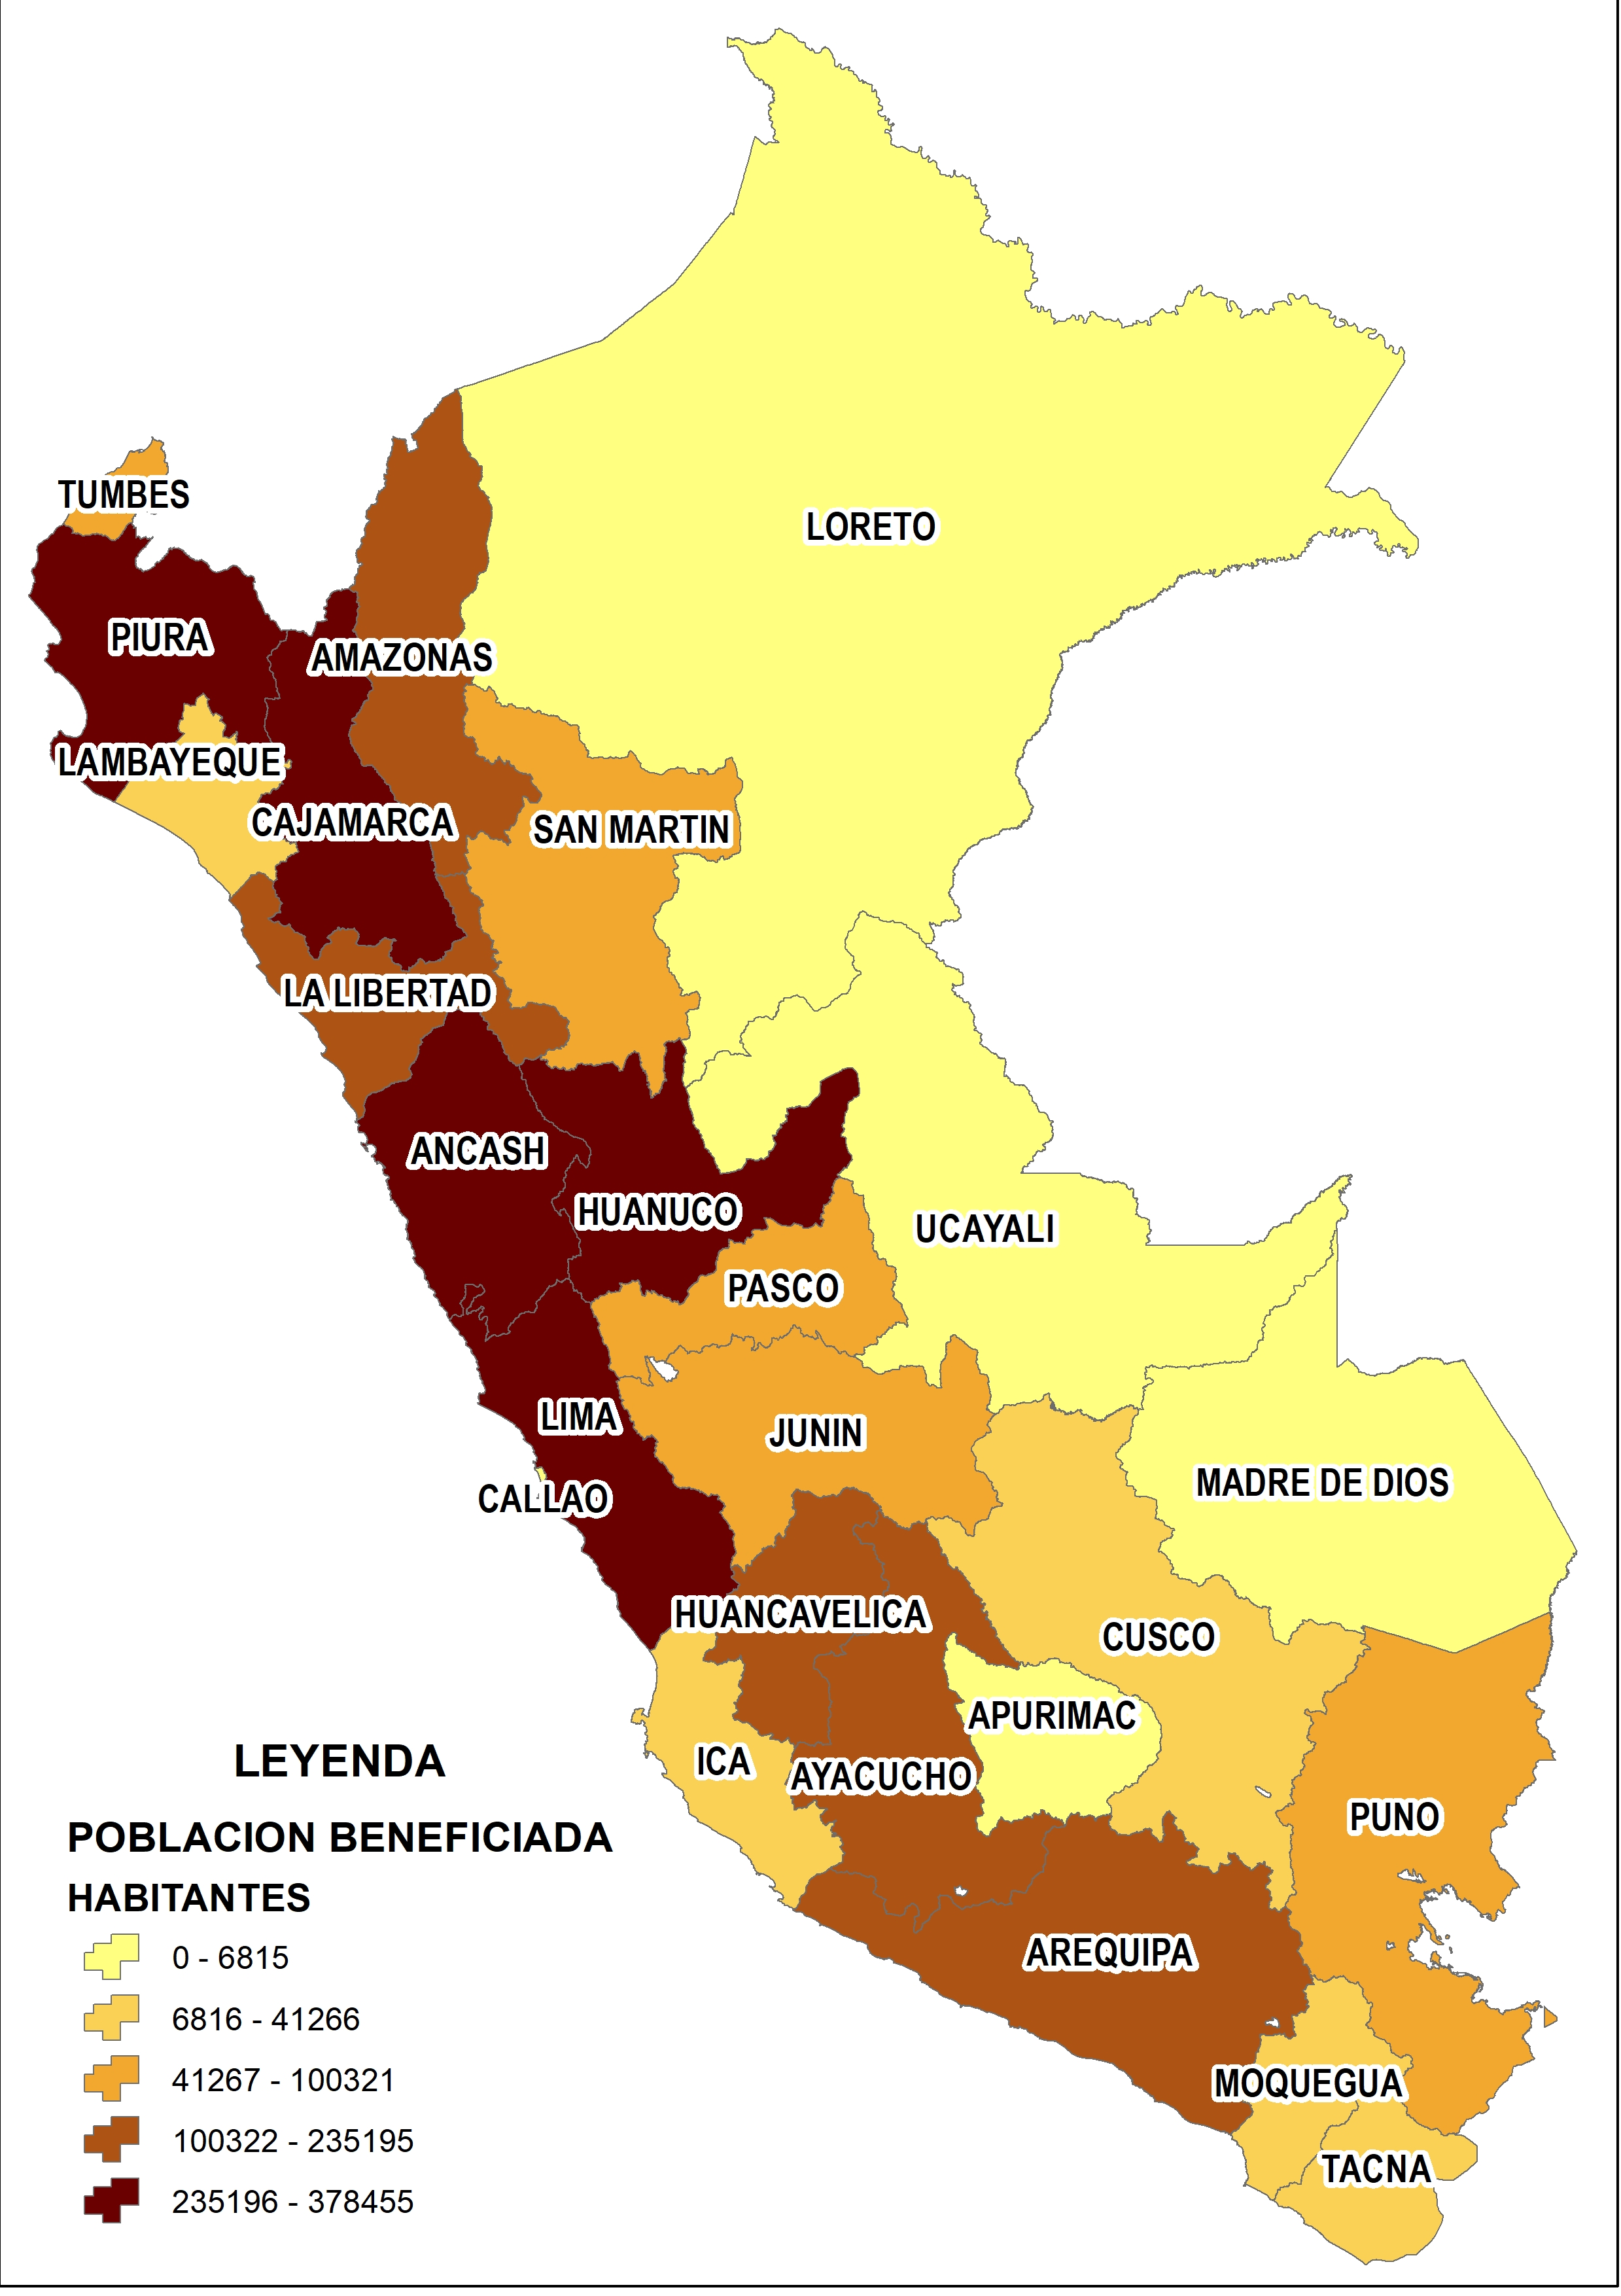 LORETO
TUMBES
PIURA
AMAZONAS
LAMBAYEQUE
CAJAMARCA
SAN MARTIN
LA LIBERTAD
ANCASH
HUANUCO
UCAYALI
PASCO
LIMA
JUNIN
CALLAO
MADRE DE DIOS
HUANCAVELICA
CUSCO
APURIMAC
ICA
AYACUCHO
PUNO
AREQUIPA
MOQUEGUA
TACNA
LEYENDA
POBLACION BENEFICIADA
HABITANTES
0 - 6815
6816 - 41266
41267 - 100321
100322 - 235195
235196 - 378455